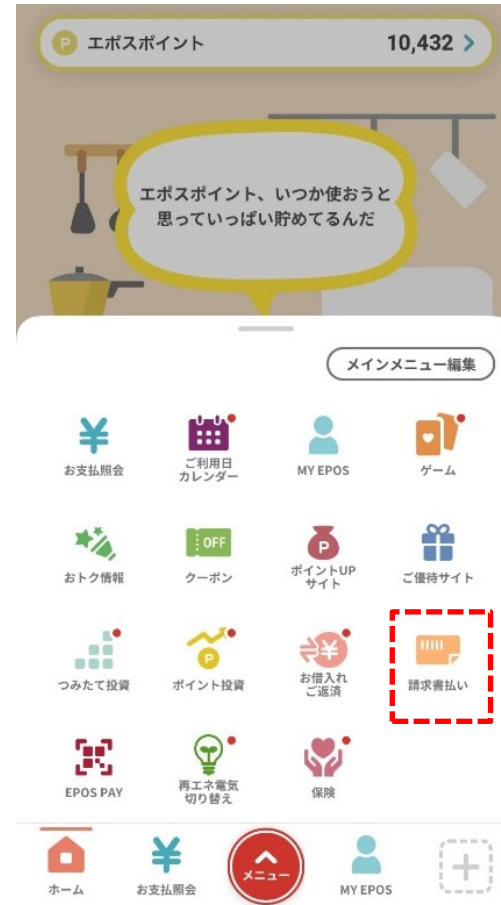 P エポスポイント 10,432 >
エポスポイント、いつか使おうと
思っていっぱい貯めてるんだ
メインメニュー編集
お支払照会
ご利用日
カレンダー
MY EPOS
ゲーム
おトク情報
OFF
クーポン
P
ポイントUP
サイト
ご優待サイト
つみたて投資
P
ポイント投資
お借入れ
ご返済
請求書払い
EPOS PAY
再エネ電気
切り替え
保険
ホーム
お支払照会
メニュー
MY EPOS